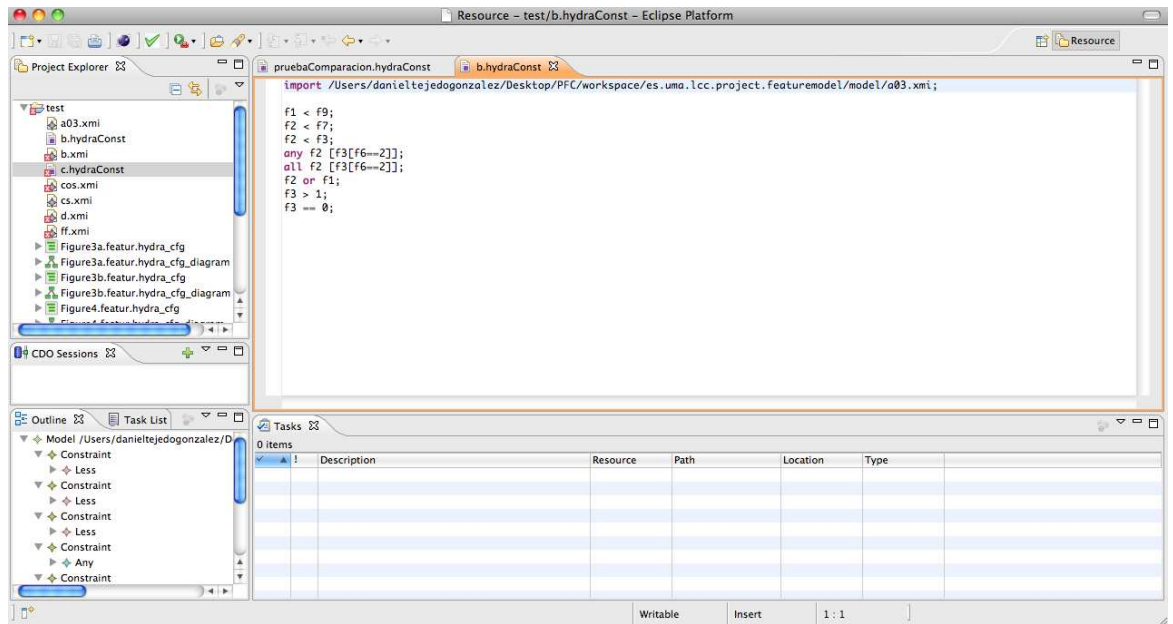 Resource – test/b.hydraConst – Eclipse Platform
Resource
Project Explorer
test
a03.xmi
b.hydraConst
b.xmi
c.hydraConst
cos.xmi
cs.xmi
d.xmi
ff.xmi
Figure3a.featur.hydra_cfg
Figure3a.featur.hydra_cfg_diagram
Figure3b.featur.hydra_cfg
Figure3b.featur.hydra_cfg_diagram
Figure4.featur.hydra_cfg
CDO Sessions
Outline
Task List
Model /Users/danieltejedogonzalez/D
Constraint
Less
Constraint
Less
Constraint
Less
Constraint
Any
Constraint
pruebaComparacion.hydraConst
b.hydraConst
import /Users/danieltejedogonzalez/Desktop/PFC/workspace/es.uma.lcc.project.featuremodel/model/a03.xmi;
f1 < f9;
f2 < f7;
f2 < f3;
any f2 [f3[f6==2]];
all f2 [f3[f6==2]];
f2 or f1;
f3 > 1;
f3 == 0;
Tasks
0 items
! Description Resource Path Location Type
Writable Insert 1 : 1